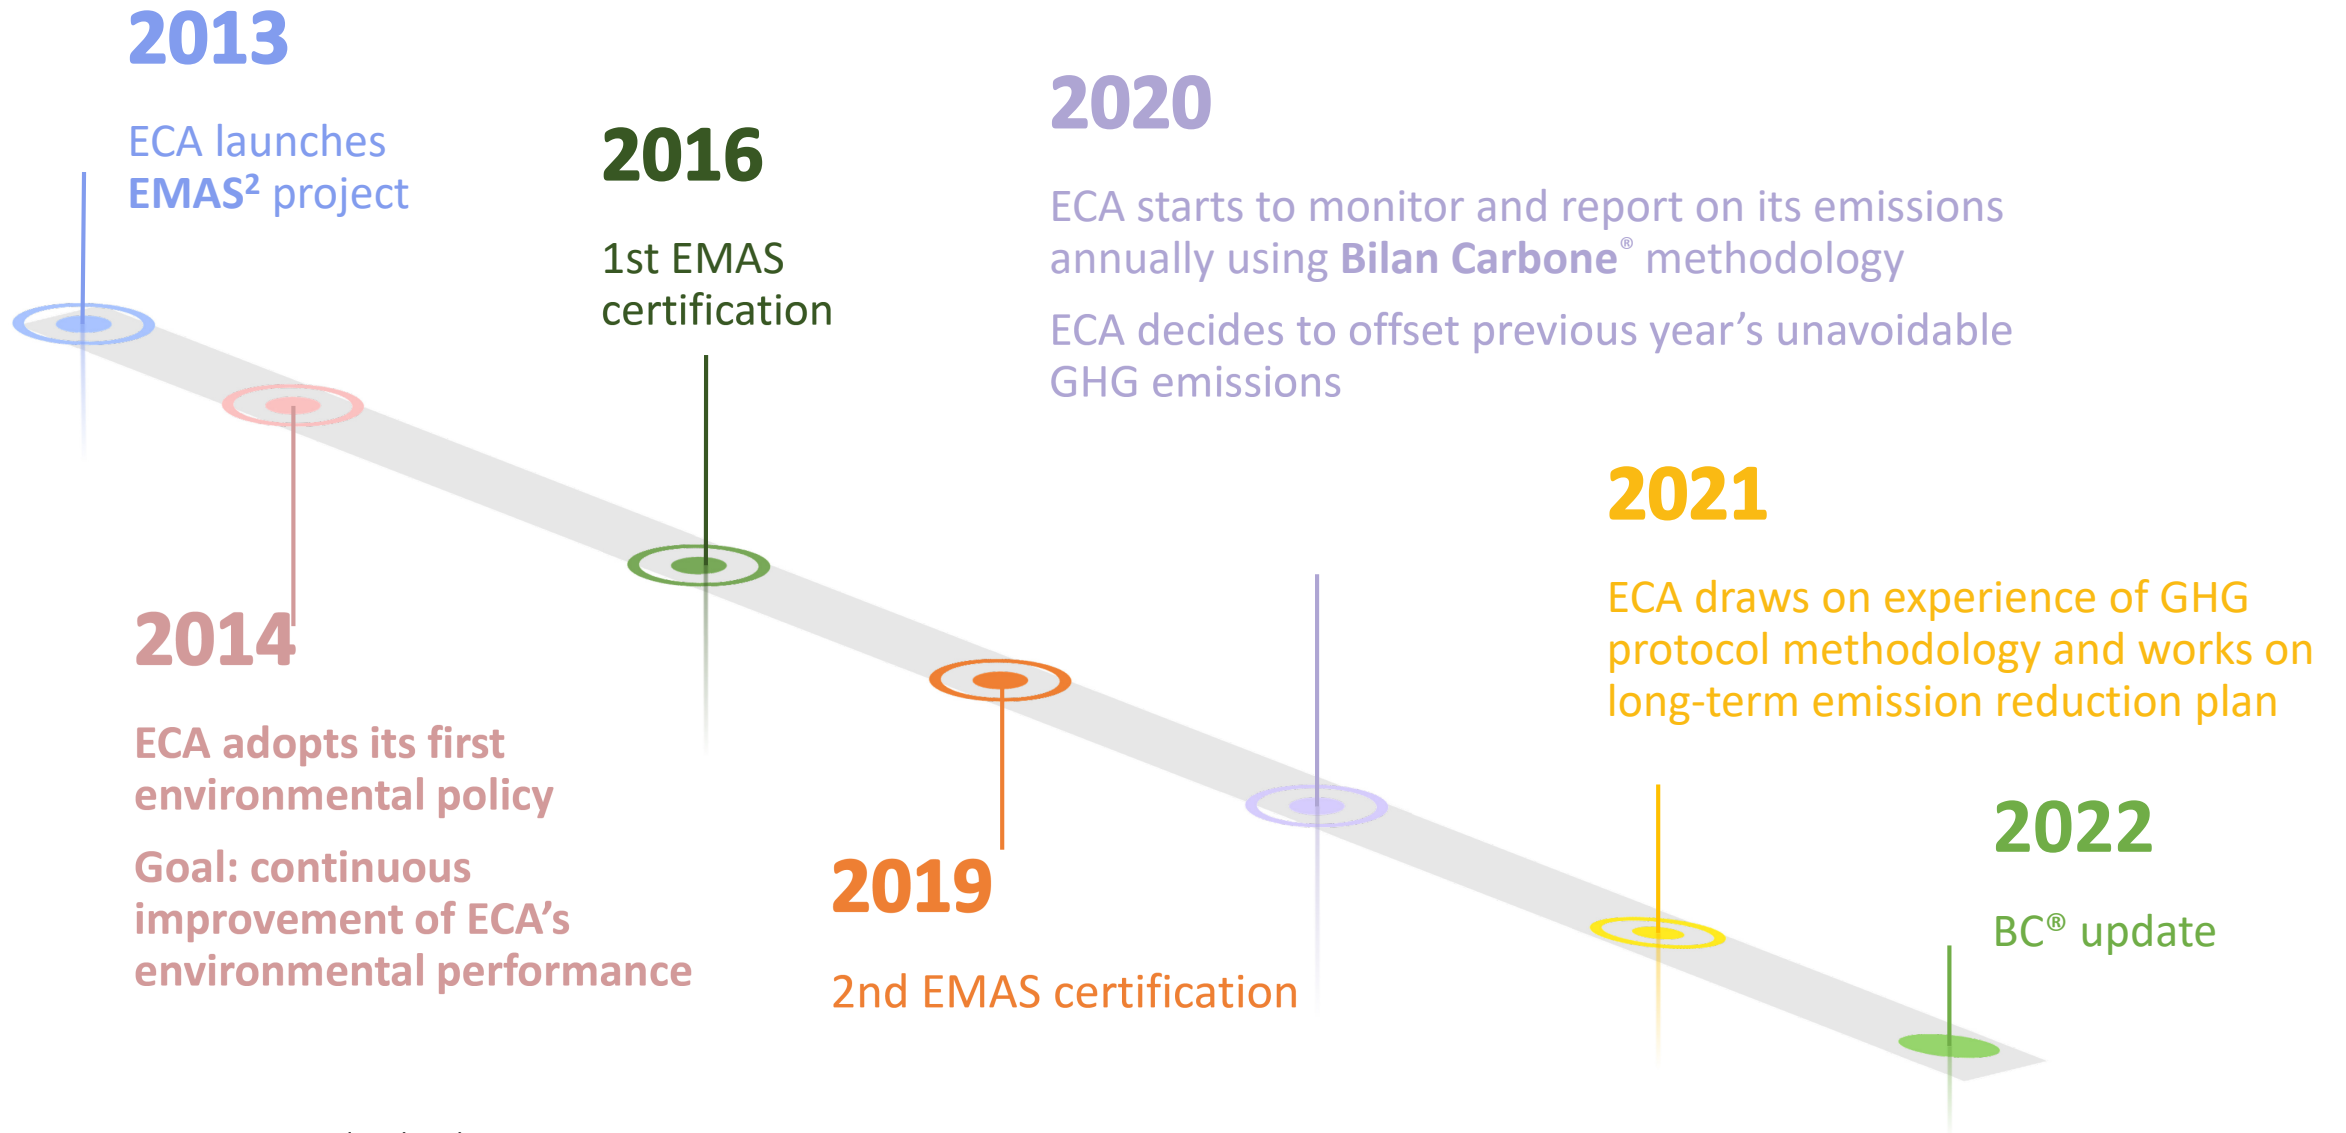 2013
ECA launches
EMAS² project
2014
ECA adopts its first
environmental policy
Goal: continuous
improvement of ECA’s
environmental performance
2016
1st EMAS
certification
2019
2nd EMAS certification
2020
ECA starts to monitor and report on its emissions
annually using Bilan Carbone® methodology
ECA decides to offset previous year’s unavoidable
GHG emissions
2021
ECA draws on experience of GHG
protocol methodology and works on
long-term emission reduction plan
2022
BC® update